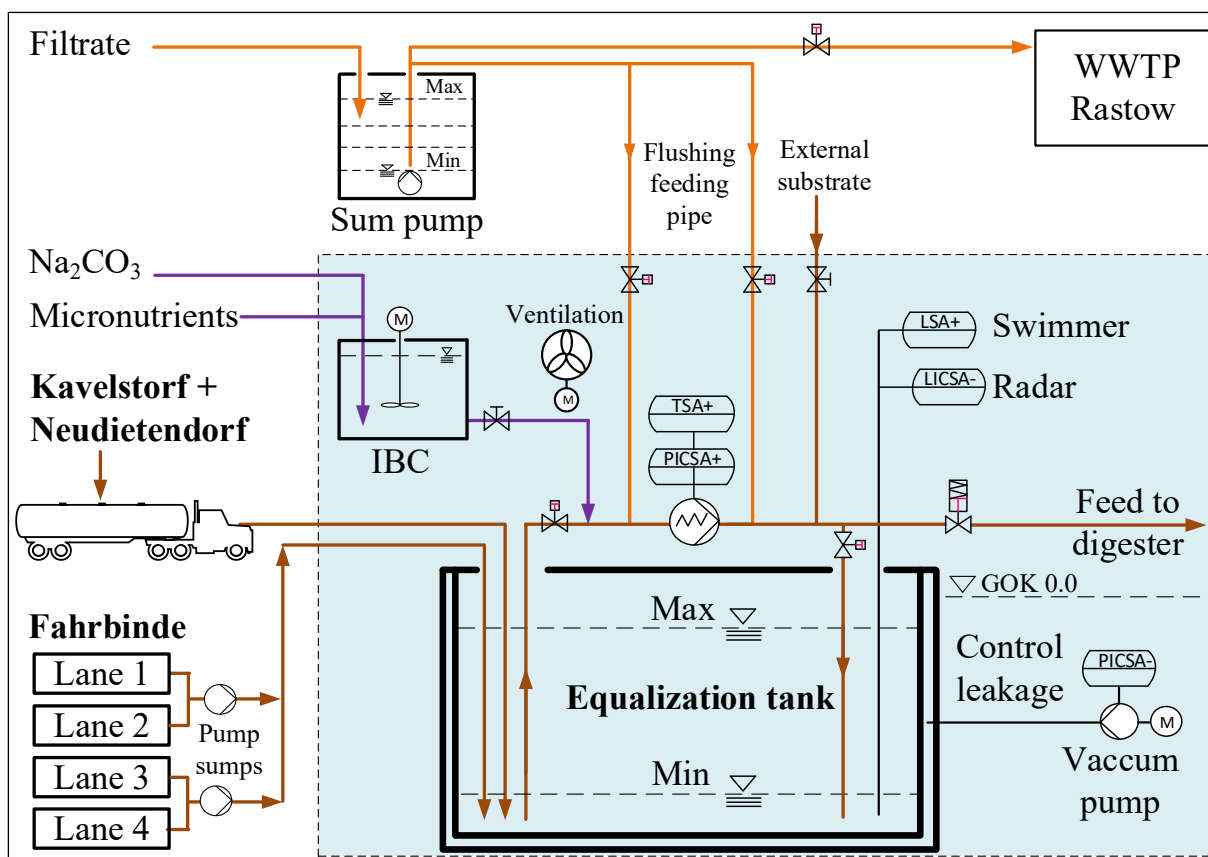 Filtrate
Max
Min
Sum pump
WWTP
Rastow
Flushing
feeding
pipe
External
substrate
Na₂CO₃
Micronutrients
M
IBC
Ventilation
M
LSA+
Swimmer
LICSA-
Radar
TSA+
PICSA+
Kavelstorf +
Neudietendorf
Feed to
digester
GOK 0.0
Fahrbinde
Lane 1
Lane 2
Lane 3
Lane 4
Pump
sumps
Max
Equalization tank
Min
Control
leakage
PICSA-
M
Vaccum
pump